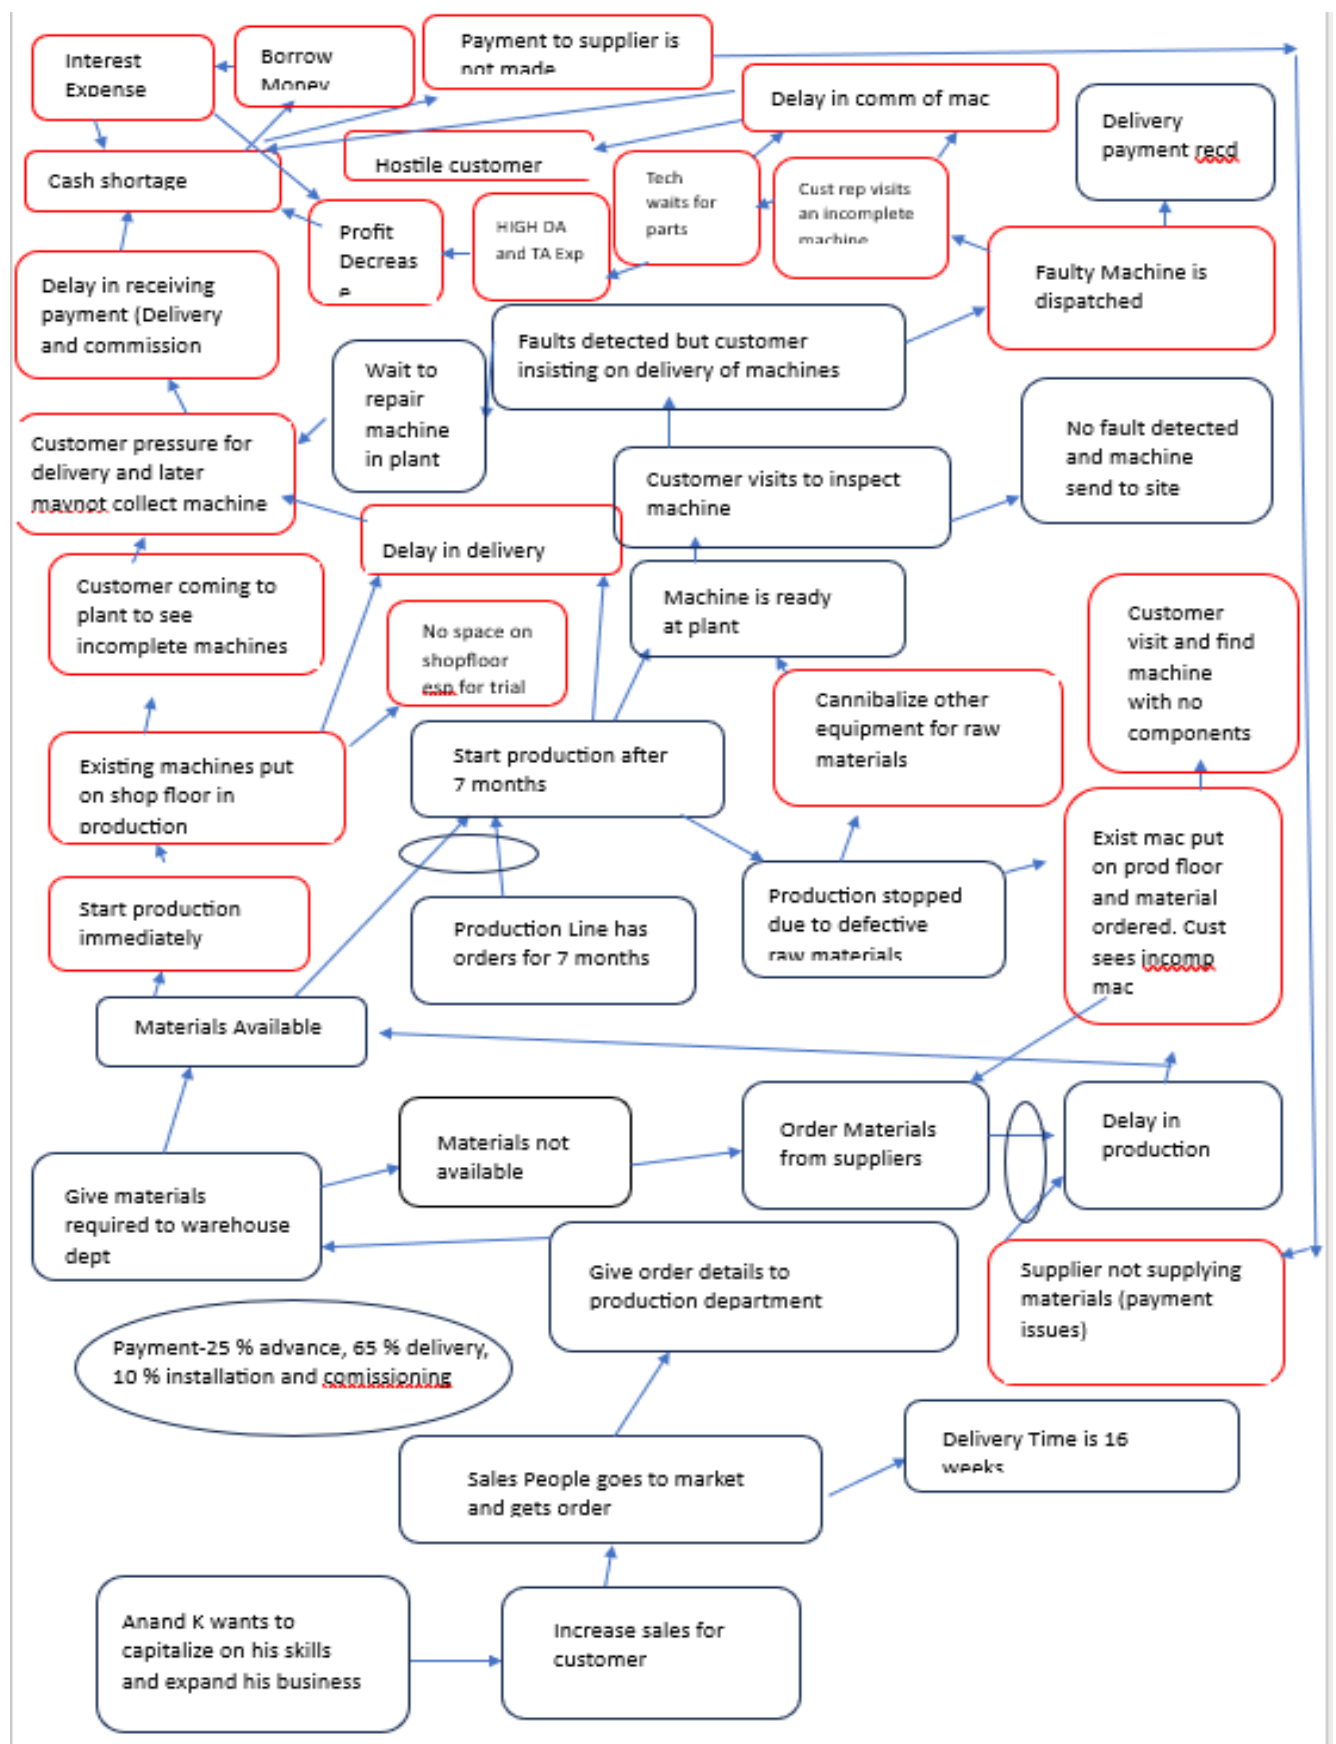 Interest
Expense
Borrow
Money
Payment to supplier is
not made
Delay in comm of mac
Delivery
payment recd
Cash shortage
Hostile customer
Tech
waits for
parts
Cust rep visits
an incomplete
machine
Profit
Decreas
e
HIGH DA
and TA Exp
Faulty Machine is
dispatched
Delay in receiving
payment (Delivery
and commission
Wait to
repair
machine
in plant
Faults detected but customer
insisting on delivery of machines
No fault detected
and machine
send to site
Customer pressure for
delivery and later
maynot collect machine
Customer visits to inspect
machine
Delay in delivery
Customer coming to
plant to see
incomplete machines
Machine is ready
at plant
No space on
shopfloor
esp for trial
Customer
visit and find
machine
with no
components
Cannibalize other
equipment for raw
materials
Existing machines put
on shop floor in
production
Start production after
7 months
Exist mac put
on prod floor
and material
ordered. Cust
sees incomp
mac
Start production
immediately
Production Line has
orders for 7 months
Production stopped
due to defective
raw materials
Materials Available
Materials not
available
Order Materials
from suppliers
Delay in
production
Give materials
required to warehouse
dept
Give order details to
production department
Supplier not supplying
materials (payment
issues)
Payment-25 % advance, 65 % delivery,
10 % installation and comissioning
Sales People goes to market
and gets order
Delivery Time is 16
weeks
Anand K wants to
capitalize on his skills
and expand his business
Increase sales for
customer